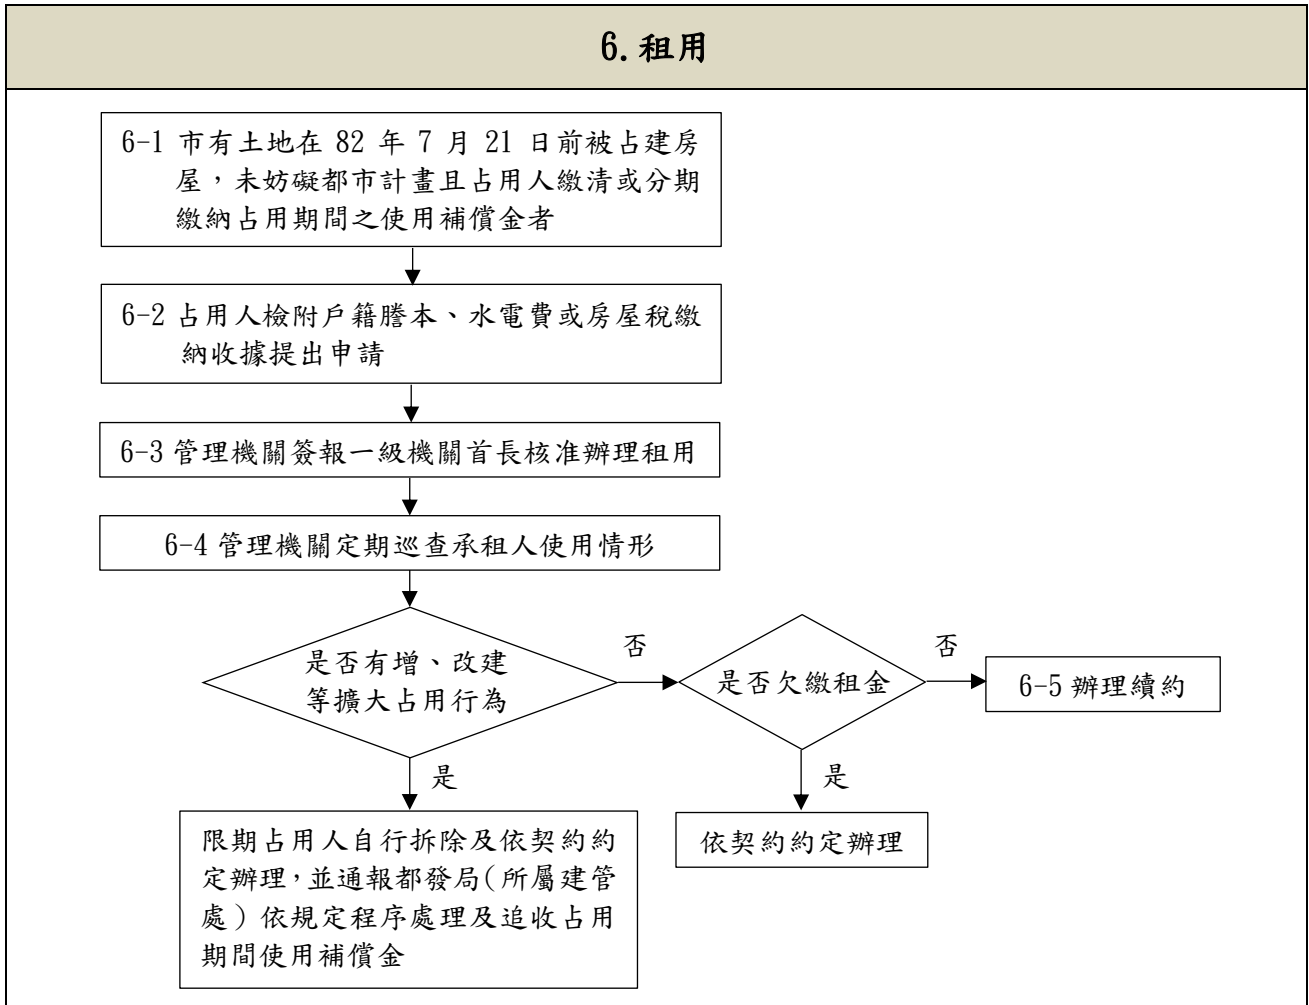 6.租用
6-1 市有土地在 82 年 7 月 21 日前被占建房
屋，未妨礙都市計畫且占用人繳清或分期
繳納占用期間之使用補償金者
6-2 占用人檢附戶籍謄本、水電費或房屋稅繳
納收據提出申請
6-3 管理機關簽報一級機關首長核准辦理租用
6-4 管理機關定期巡查承租人使用情形
是否有增、改建
等擴大占用行為
否
是否欠繳租金
否
6-5 辦理續約
是
是
限期占用人自行拆除及依契約約
定辦理，並通報都發局（所屬建管
處）依規定程序處理及追收占用
期間使用補償金
依契約約定辦理